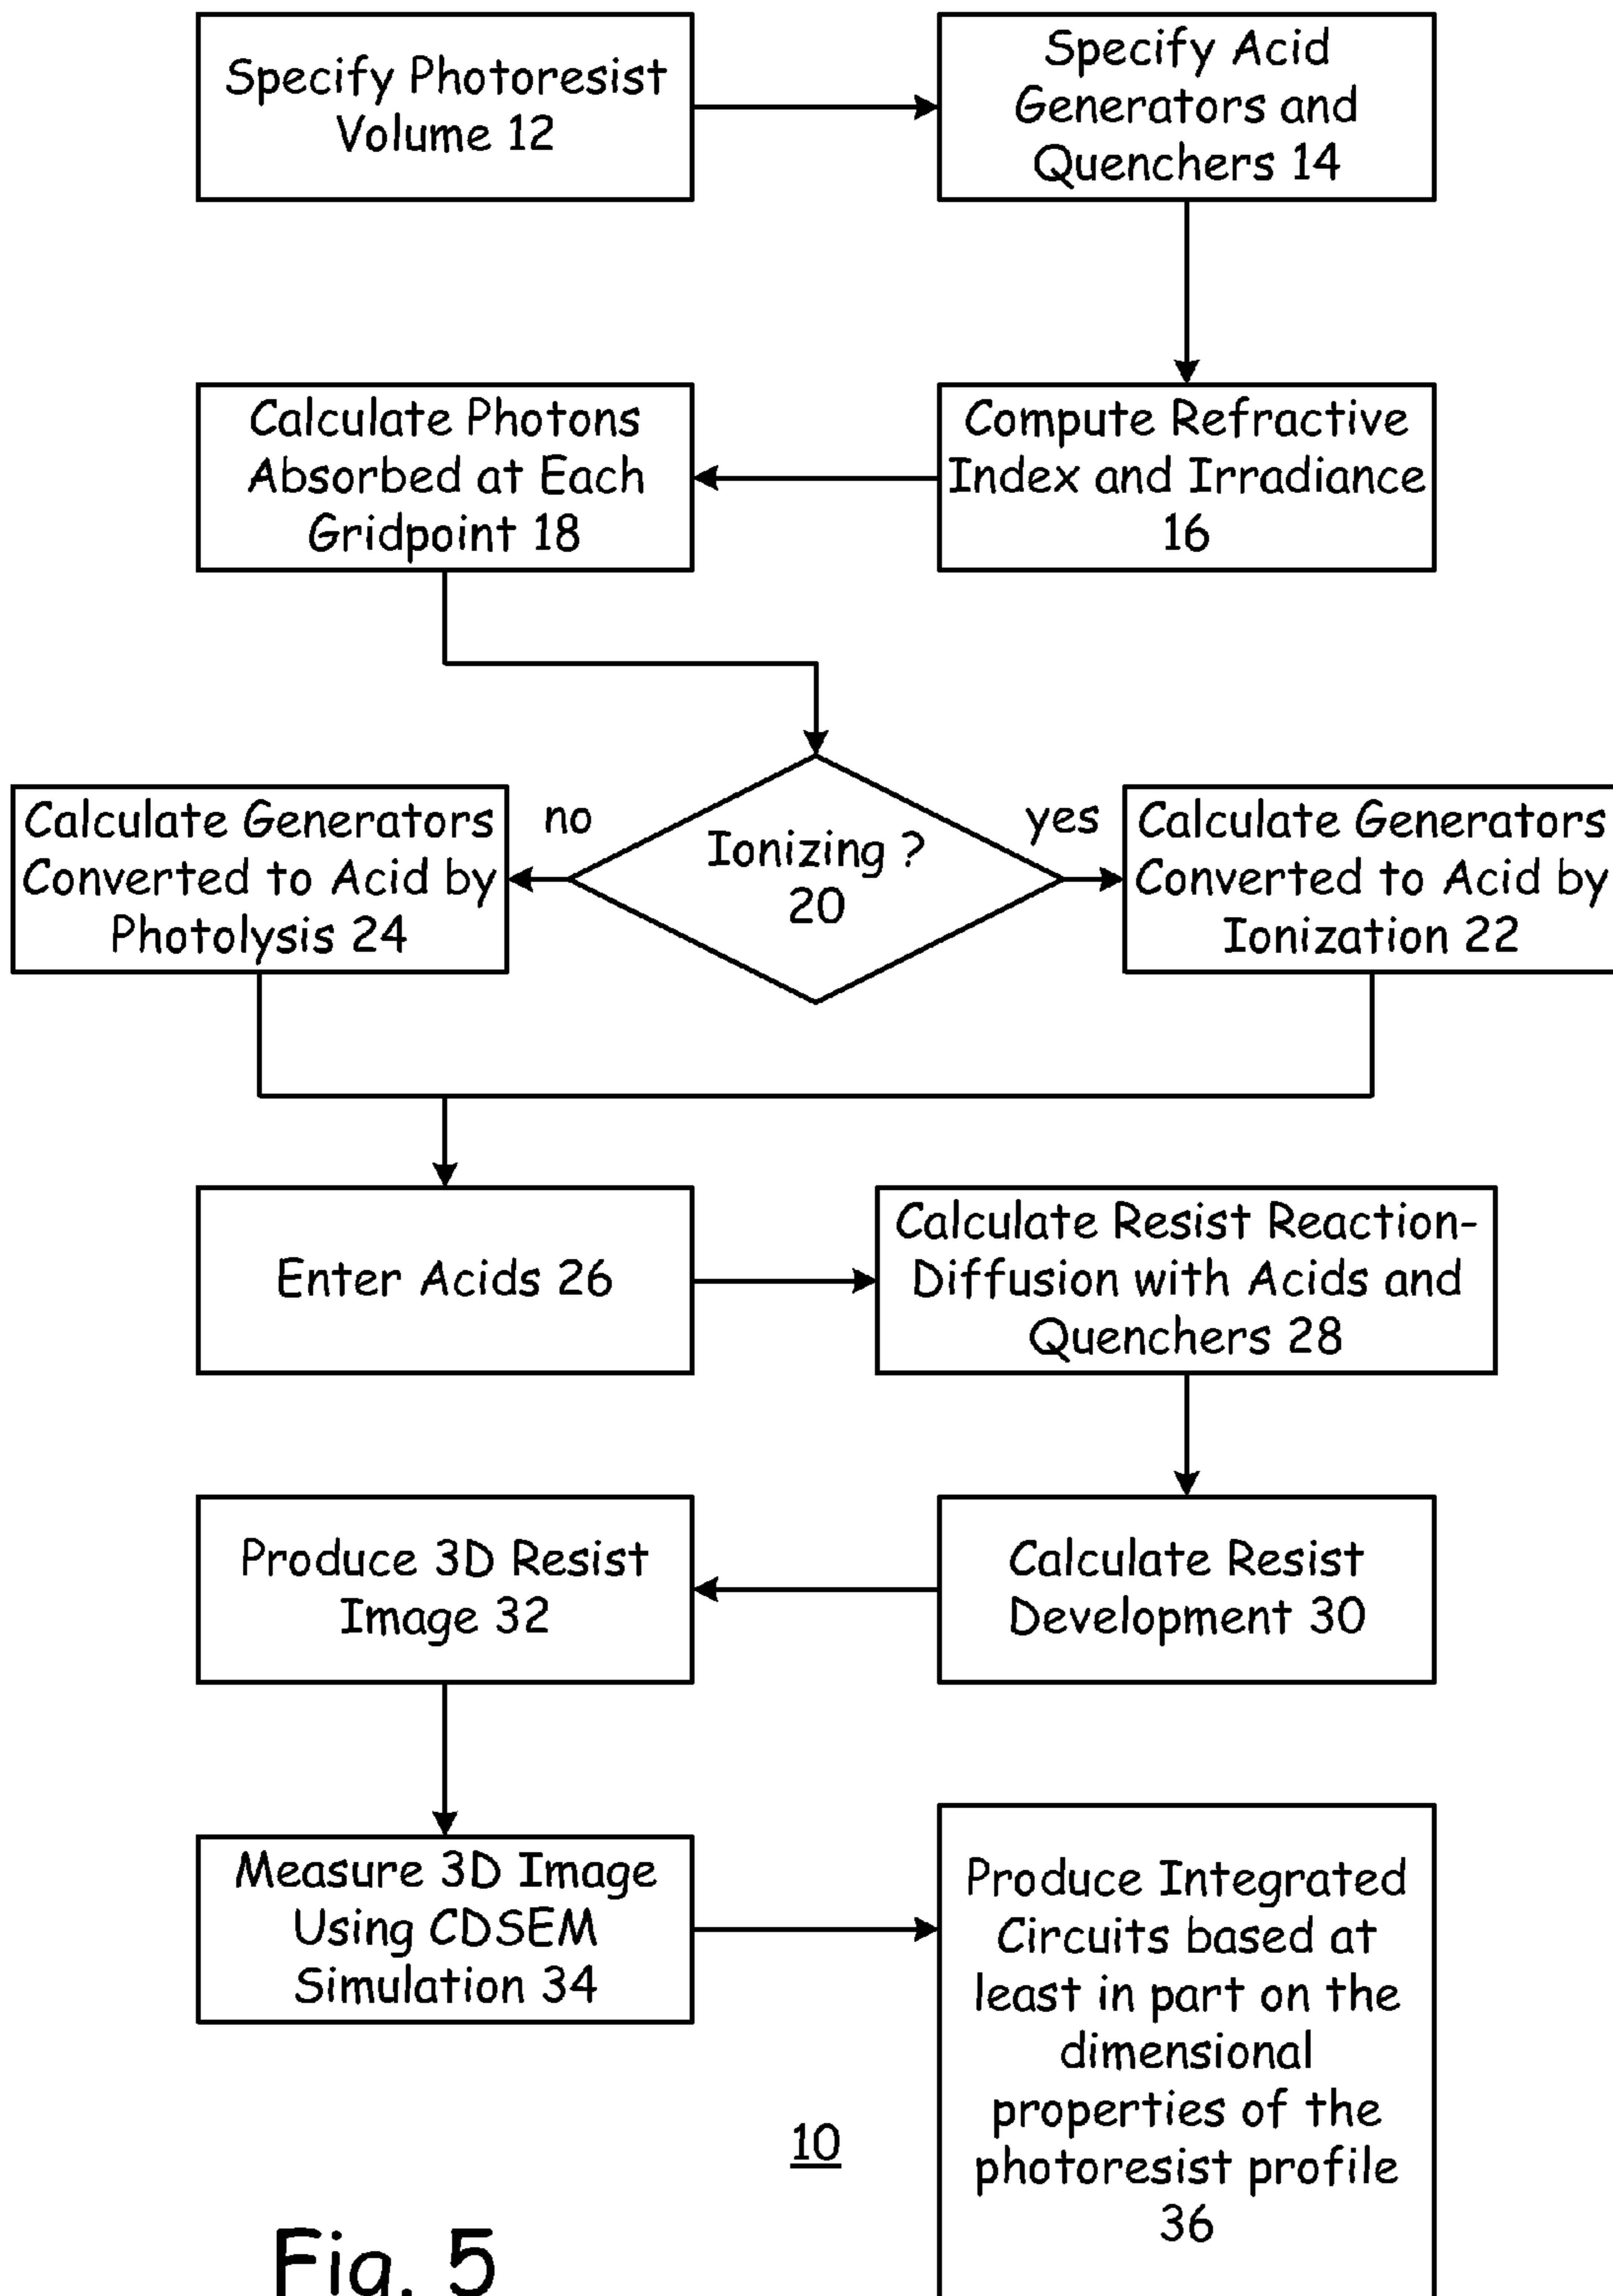 Specify Photoresist
Volume 12
Specify Acid
Generators and
Quenchers 14
Compute Refractive
Index and Irradiance
16
Calculate Photons
Absorbed at Each
Gridpoint 18
Ionizing ?
20
no
yes
Calculate Generators
Converted to Acid by
Photolysis 24
Calculate Generators
Converted to Acid by
Ionization 22
Enter Acids 26
Calculate Resist Reaction-
Diffusion with Acids and
Quenchers 28
Calculate Resist
Development 30
Produce 3D Resist
Image 32
Measure 3D Image
Using CDSEM
Simulation 34
Produce Integrated
Circuits based at
least in part on the
dimensional
properties of the
photoresist profile
36
10
Fig. 5